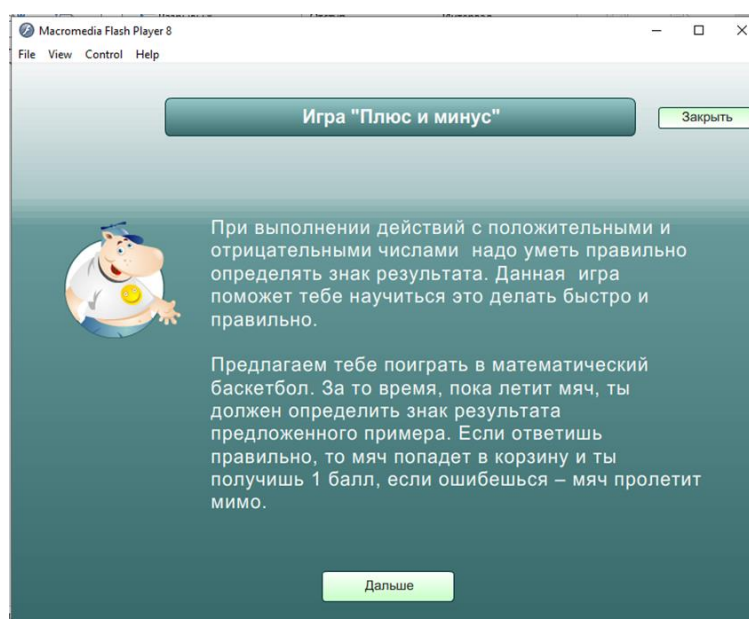 Macromedia Flash Player 8
File View Control Help
Игра "Плюс и минус"
Закрыть
При выполнении действий с положительными и
отрицательными числами надо уметь правильно
определять знак результата. Данная игра
поможет тебе научиться это делать быстро и
правильно.
Предлагаем тебе поиграть в математический
баскетбол. За то время, пока летит мяч, ты
должен определить знак результата
предложенного примера. Если ответишь
правильно, то мяч попадет в корзину и ты
получишь 1 балл, если ошибешься – мяч пролетит
мимо.
Дальше